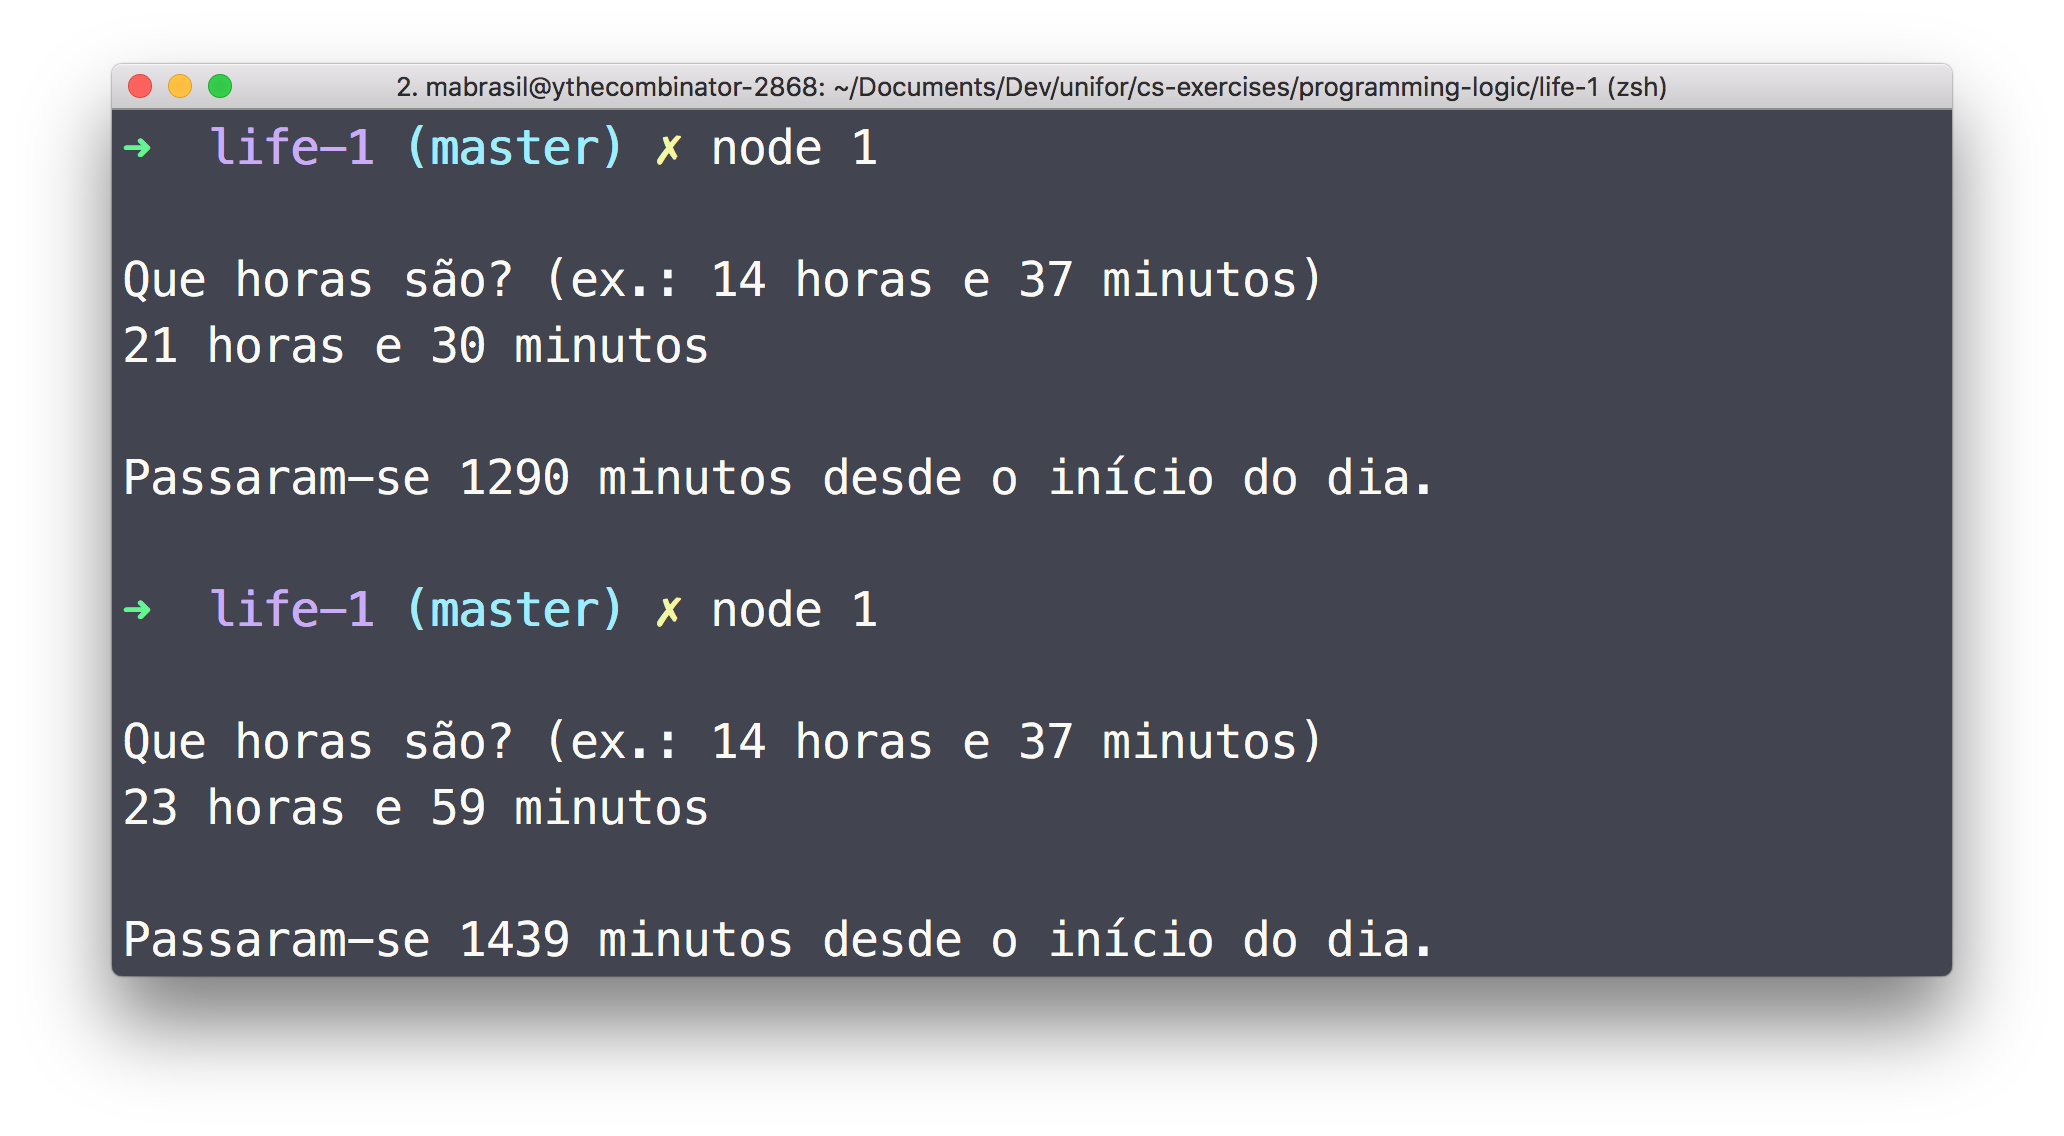 2. mabrasil@ythecombinator-2868: ~/Documents/Dev/unifor/cs-exercises/programming-logic/life-1 (zsh)
➜  life-1 (master) ✗ node 1
Que horas são? (ex.: 14 horas e 37 minutos)
21 horas e 30 minutos
Passaram-se 1290 minutos desde o início do dia.
➜  life-1 (master) ✗ node 1
Que horas são? (ex.: 14 horas e 37 minutos)
23 horas e 59 minutos
Passaram-se 1439 minutos desde o início do dia.